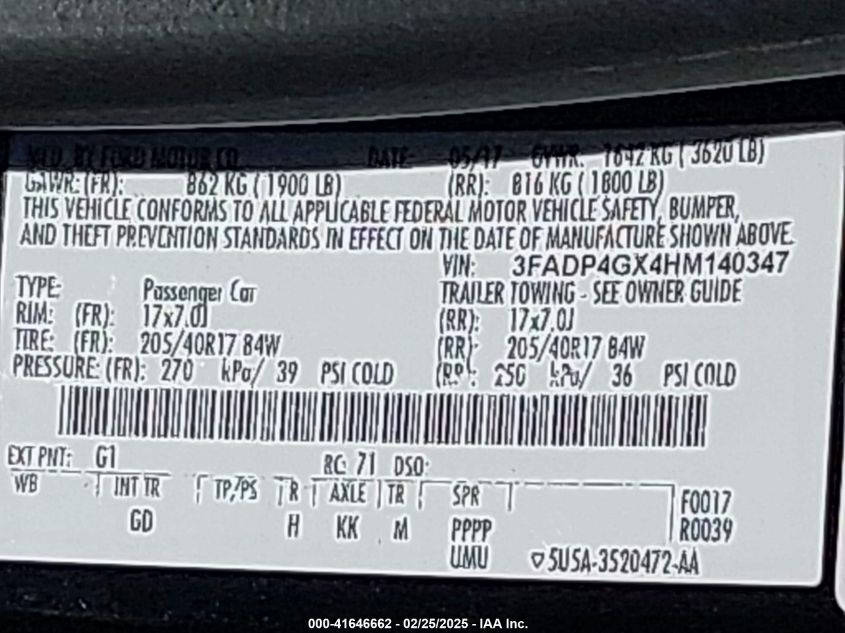 MFD. BY FORD MOTOR CO. DATE: 05/17 GVWR: 1642 KG ( 3620 LB)
GAWR: (FR): 862 KG ( 1900 LB) (RR): 816 KG ( 1800 LB)
THIS VEHICLE CONFORMS TO ALL APPLICABLE FEDERAL MOTOR VEHICLE SAFETY, BUMPER,
AND THEFT PREVENTION STANDARDS IN EFFECT ON THE DATE OF MANUFACTURE SHOWN ABOVE.
VIN: 3FADP4GX4HM140347
TYPE: Passenger Car TRAILER TOWING - SEE OWNER GUIDE
RIM: (FR): 17x7.0J (RR): 17x7.0J
TIRE: (FR): 205/40R17 84W (RR): 205/40R17 84W
PRESSURE: (FR): 270 kPa/ 39 PSI COLD (RR): 250 kPa/ 36 PSI COLD
EXT PNT: G1 RC: 71 DSO:
WB INT TR TP/PS R AXLE TR SPR F0017
GD H KK M PPPP R0039
UMU 5U5A-3520472-AA
000-41646662 - 02/25/2025 - IAA Inc.